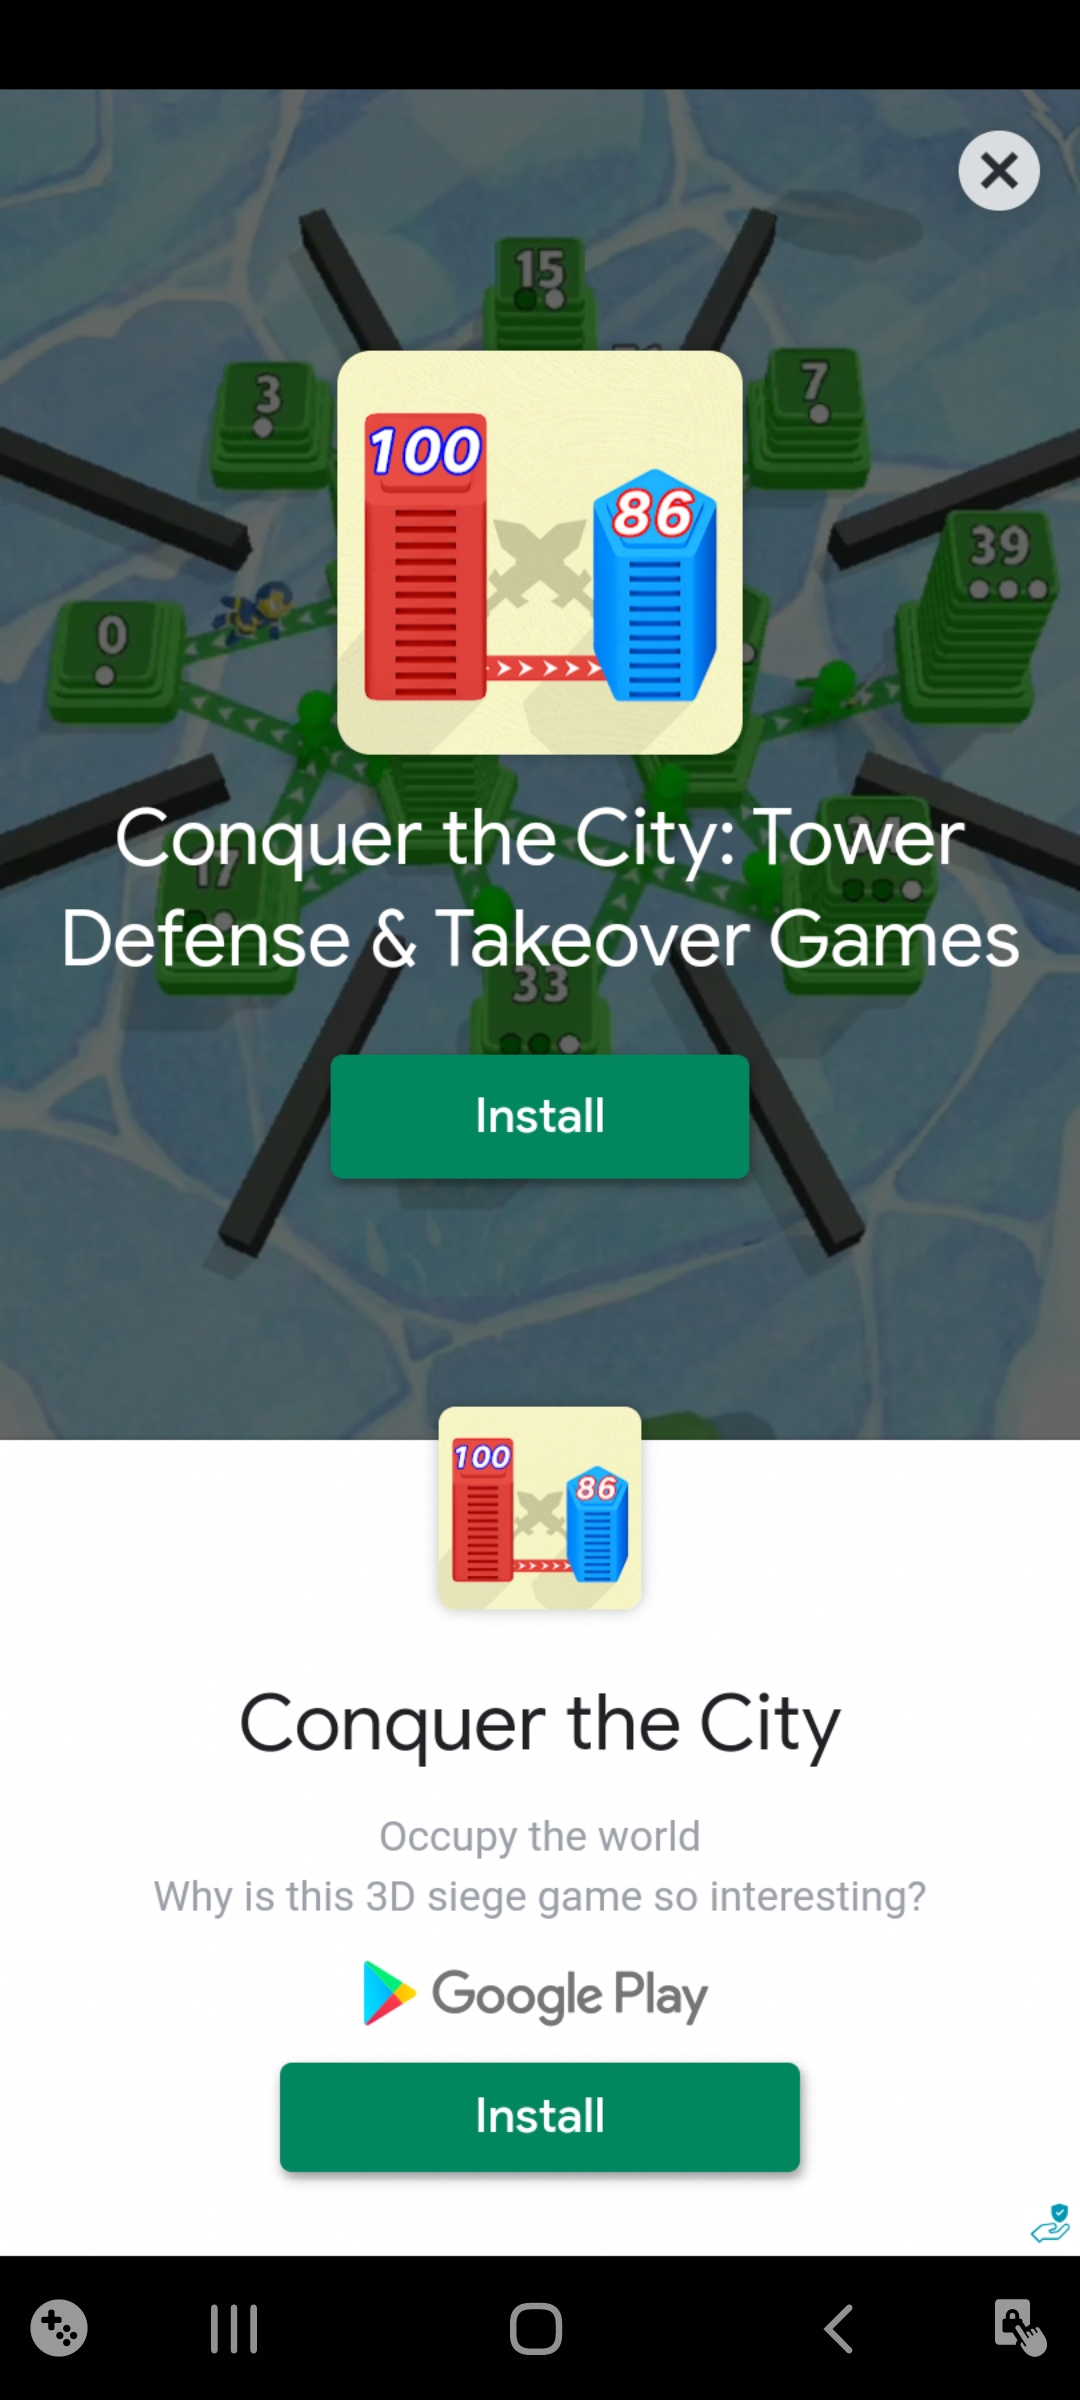 15
3
7
100
86
39
0
Conquer the City: Tower
17
Defense & Takeover Games
33
Install
100
86
Conquer the City
Occupy the world
Why is this 3D siege game so interesting?
Google Play
Install